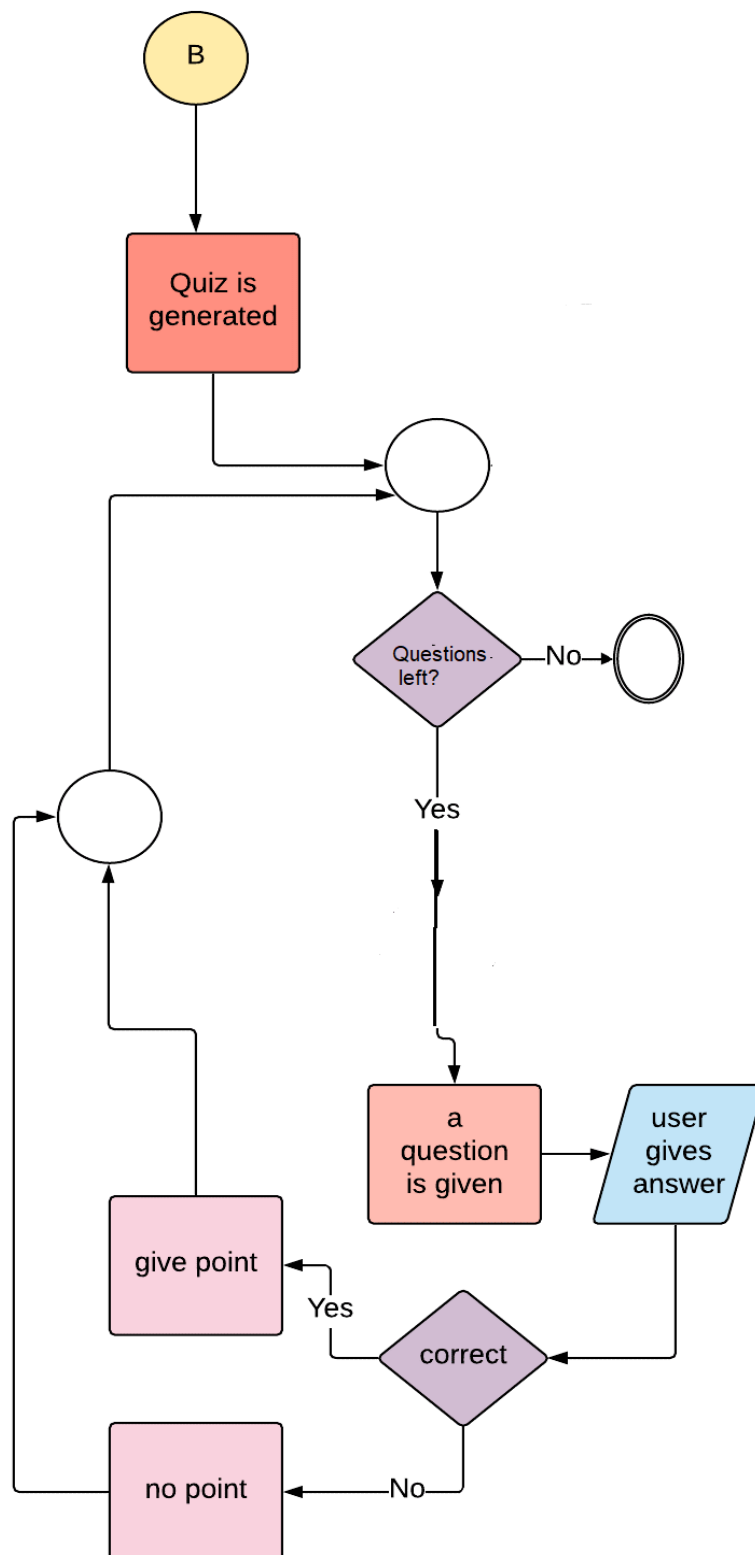 B
Quiz is
generated
Questions
left?
No
Yes
a
question
is given
user
gives
answer
give point
Yes
correct
no point
No